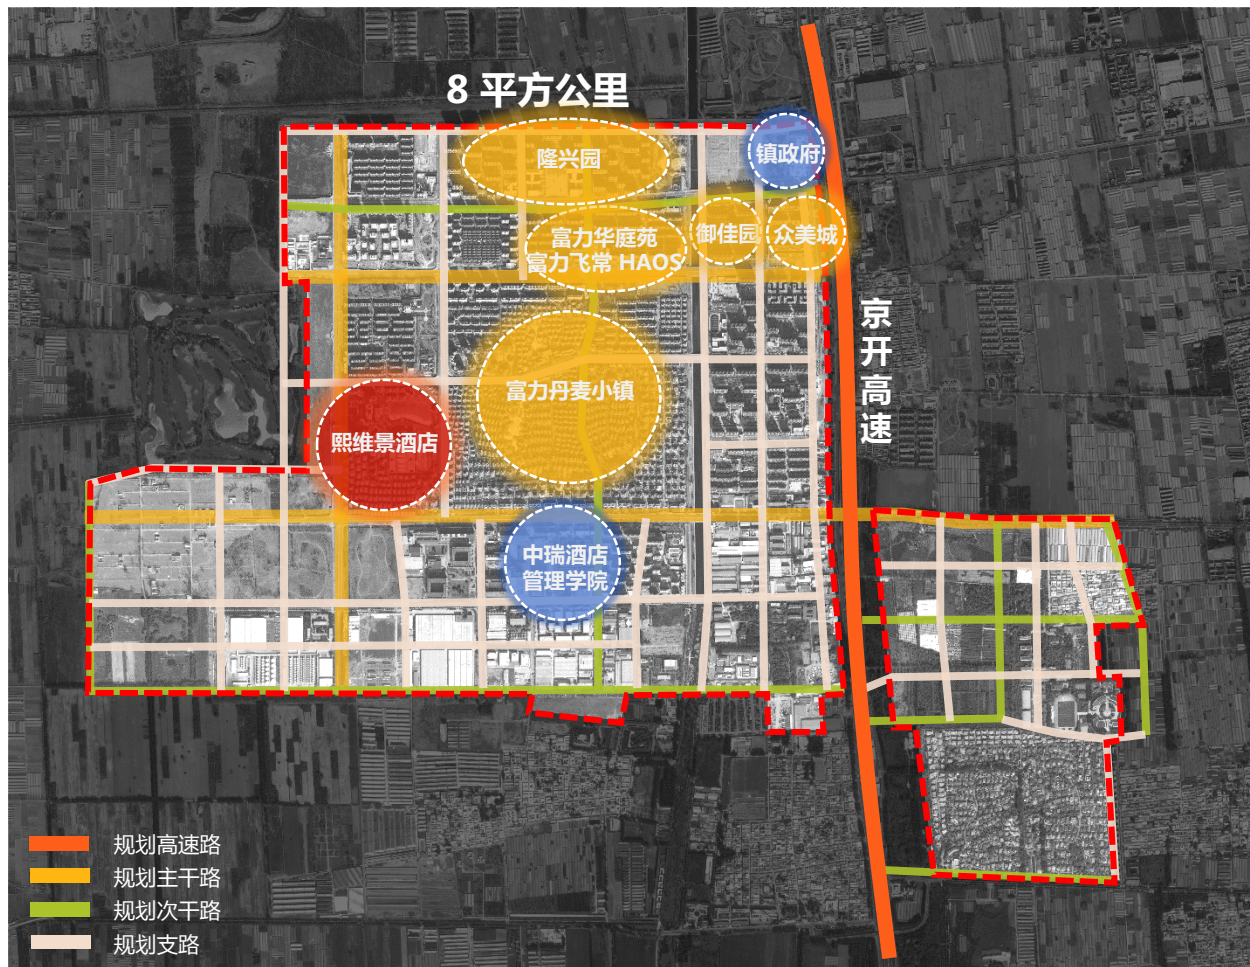 8 平方公里
隆兴园
镇政府
富力华庭苑
富力飞常 HAOS
御佳园
众美城
京开高速
富力丹麦小镇
熙维景酒店
中瑞酒店
管理学院
规划高速路
规划主干路
规划次干路
规划支路